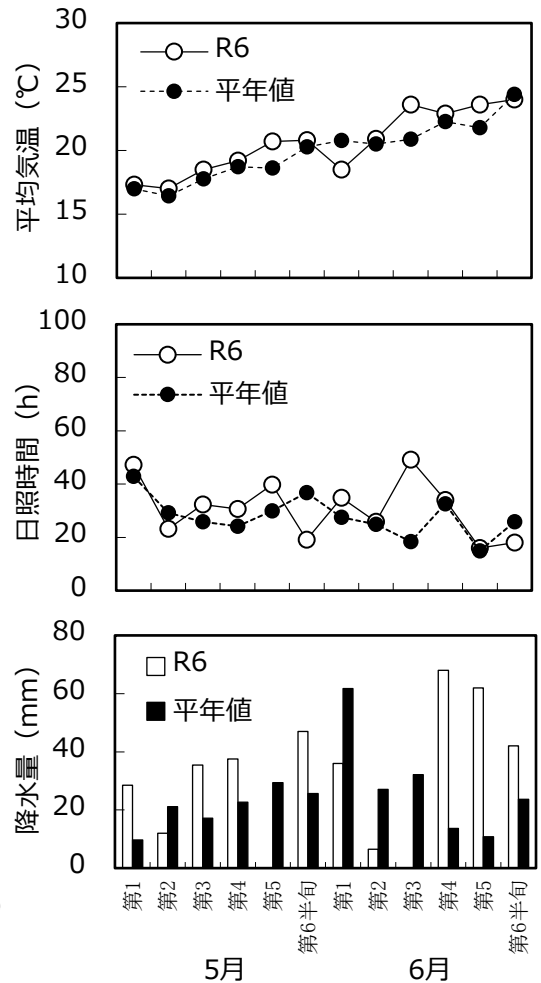 30
25
20
15
10
平均気温（℃）
R6
平年値
100
80
60
40
20
0
日照時間（h）
R6
平年値
80
60
40
20
0
降水量（mm）
R6
平年値
第1
第2
第3
第4
第5
第6半旬
第1
第2
第3
第4
第5
第6半旬
5月
6月